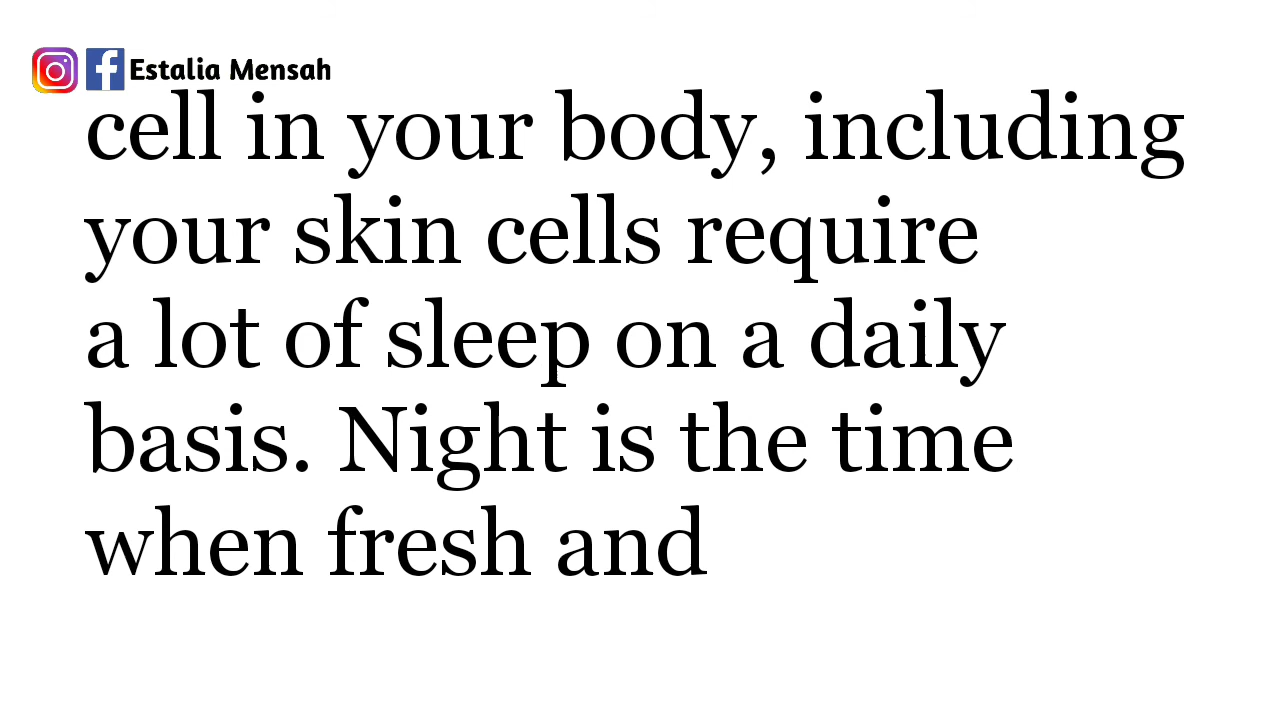 Estalia Mensah
cell in your body, including
your skin cells require
a lot of sleep on a daily
basis. Night is the time
when fresh and